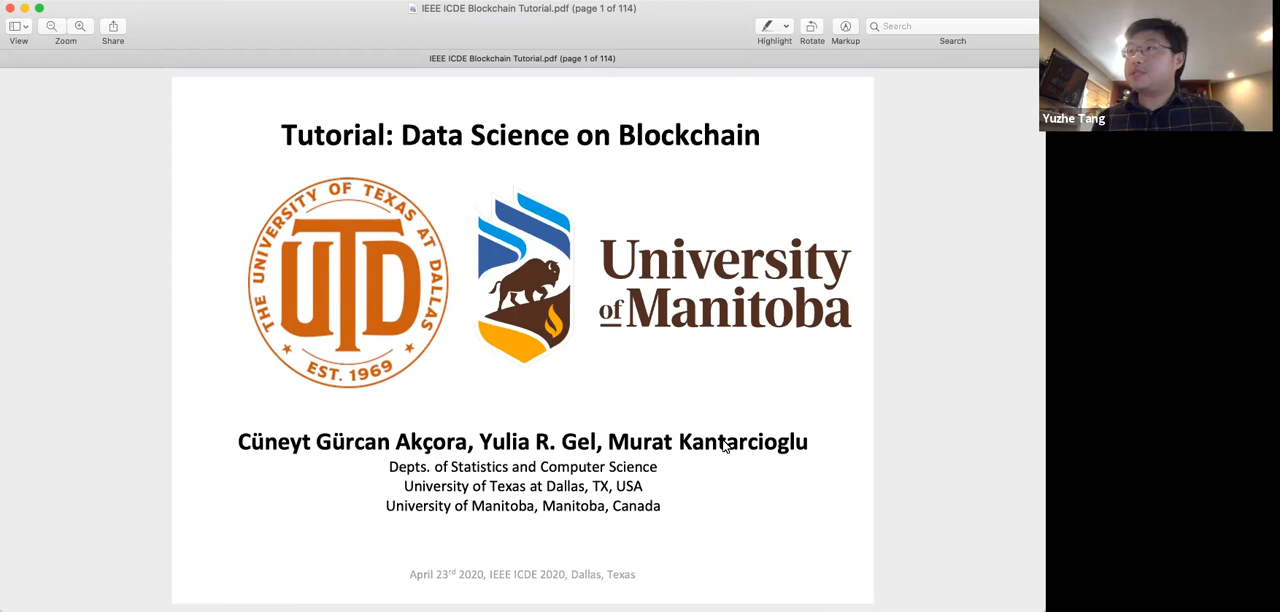 IEEE ICDE Blockchain Tutorial.pdf (page 1 of 114)
View
Zoom
Share
Highlight
Rotate
Markup
Search
Search
IEEE ICDE Blockchain Tutorial.pdf (page 1 of 114)
Yuzhe Tang
Tutorial: Data Science on Blockchain
THE UNIVERSITY OF TEXAS AT DALLAS
UTD
EST. 1969
University
of Manitoba
Cüneyt Gürcan Akçora, Yulia R. Gel, Murat Kantarcioglu
Depts. of Statistics and Computer Science
University of Texas at Dallas, TX, USA
University of Manitoba, Manitoba, Canada
April 23rd 2020, IEEE ICDE 2020, Dallas, Texas